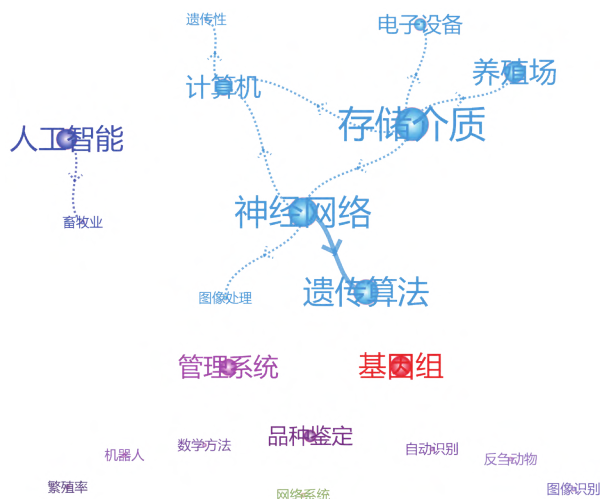 遗传性
电子设备
计算机
养殖场
存储介质
人工智能
神经网络
畜牧业
图像处理
遗传算法
管理系统
基因组
品种鉴定
数学方法
自动识别
机器人
反刍动物
繁殖率
网络系统
图像识别